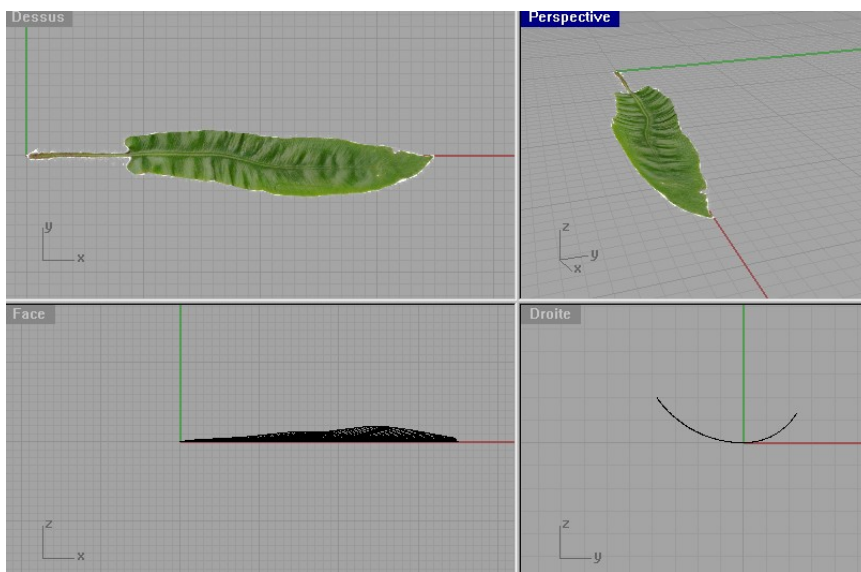 Dessus
Perspective
y
x
z
y
x
Face
Droite
z
x
z
y